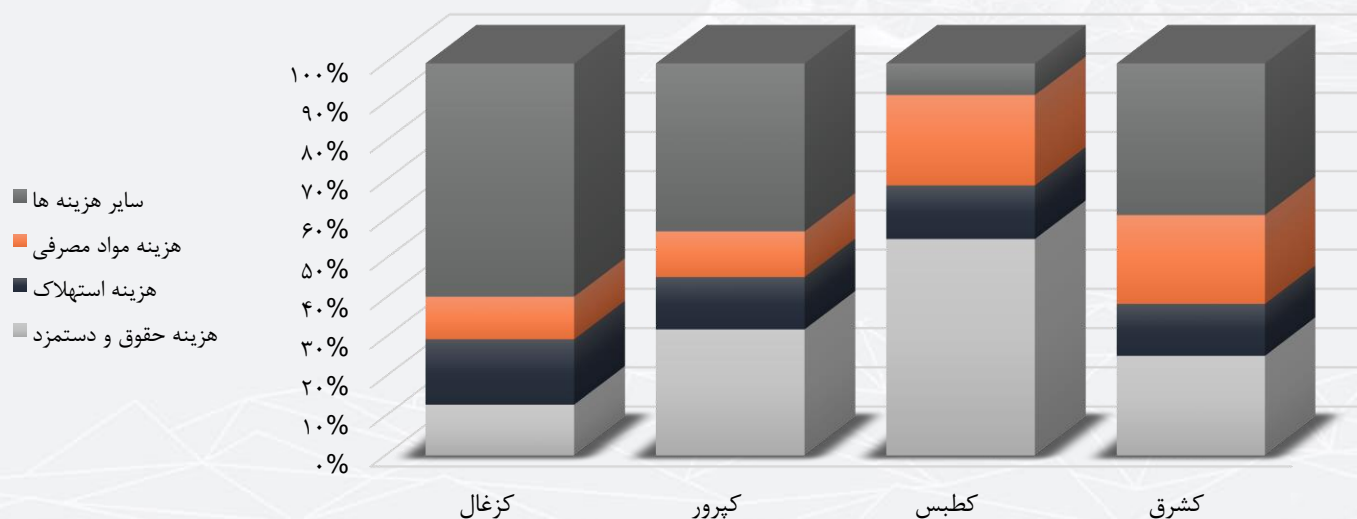 ۱۰۰%
۹۰%
۸۰%
۷۰%
۶۰%
۵۰%
۴۰%
۳۰%
۲۰%
۱۰%
۰%
سایر هزینه ها
هزینه مواد مصرفی
هزینه استهلاک
هزینه حقوق و دستمزد
کزغال
کپرور
کطبس
کشرق